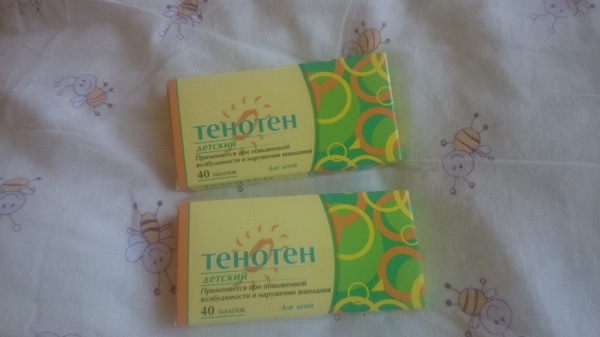 ТЕНОТЕН
детский
Применяется при повышенной
возбудимости и нарушении внимания
40 ТАБЛЕТОК
Для детей
ТЕНОТЕН
детский
Применяется при повышенной
возбудимости и нарушении внимания
40 ТАБЛЕТОК
Для детей